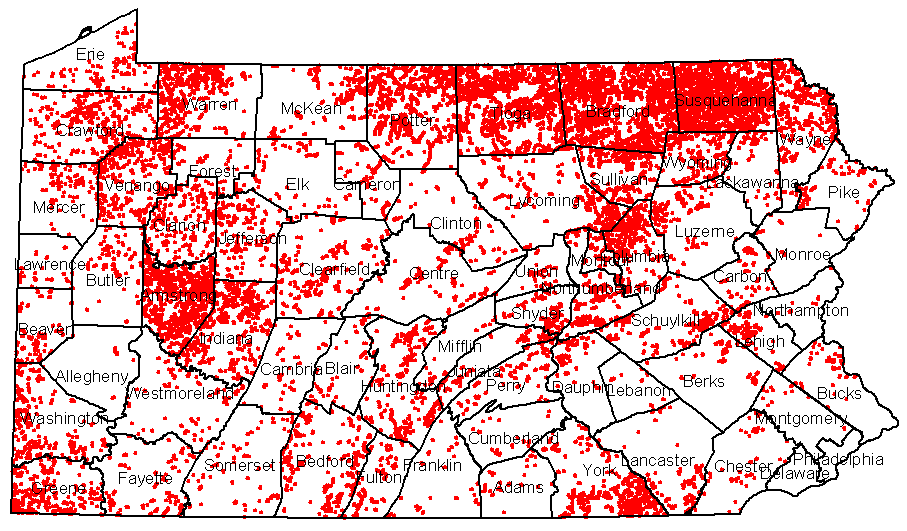 Erie
Warren
McKean
Potter
Tioga
Bradford
Susquehanna
Crawford
Wayne
Forest
Wyoming
Venango
Elk
Cameron
Sullivan
Lackawanna
Pike
Mercer
Lycoming
Clarion
Clinton
Jefferson
Luzerne
Lawrence
Butler
Clearfield
Centre
Union
Montour
Columbia
Monroe
Carbon
Armstrong
Northumberland
Snyder
Northampton
Beaver
Indiana
Schuylkill
Lehigh
Mifflin
Allegheny
Cambria
Blair
Juniata
Westmoreland
Huntingdon
Perry
Dauphin
Lebanon
Berks
Bucks
Washington
Cumberland
Montgomery
Somerset
Bedford
Franklin
Lancaster
Philadelphia
Greene
Fayette
Fulton
Adams
York
Chester
Delaware